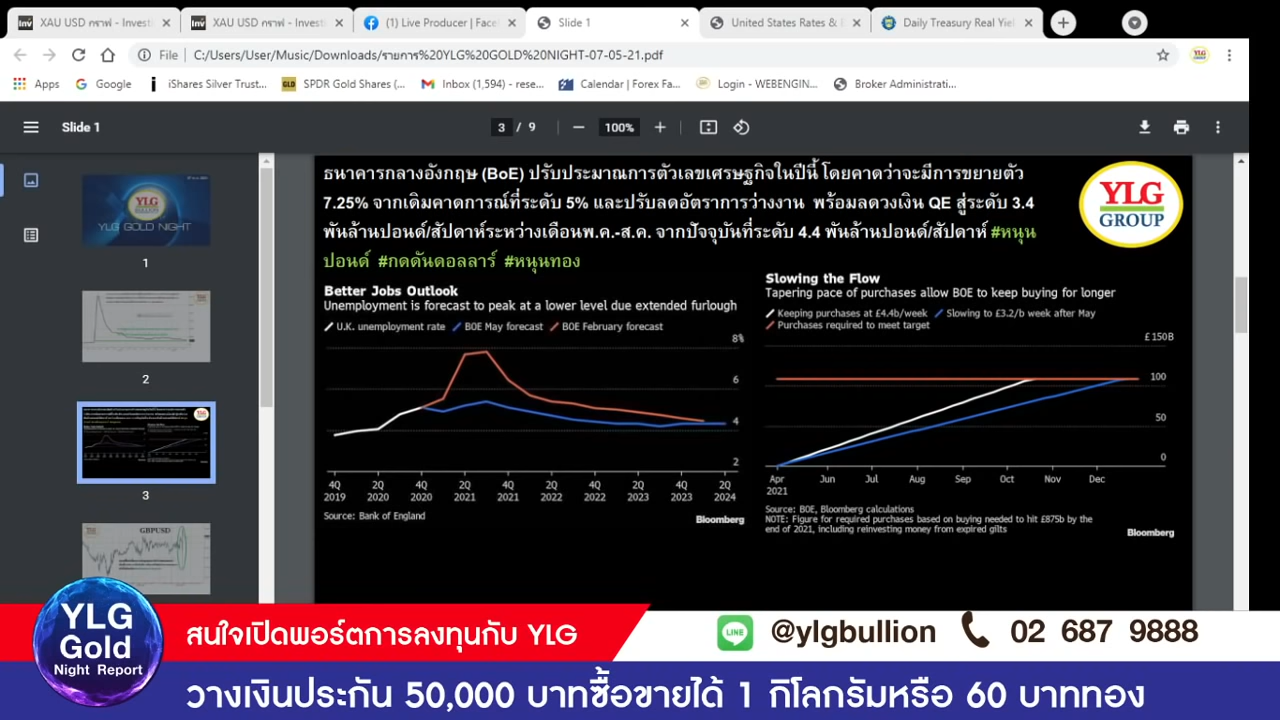 XAU USD กราฟ - Investi
XAU USD กราฟ - Investi
(1) Live Producer | Face
Slide 1
United States Rates & B
Daily Treasury Real Yiel
File
C:/Users/User/Music/Downloads/รายการ%20YLG%20GOLD%20NIGHT-07-05-21.pdf
Apps
Google
iShares Silver Trust...
SPDR Gold Shares (...
Inbox (1,594) - rese...
Calendar | Forex Fa...
Login - WEBENGIN...
Broker Administrati...
Slide 1
3 / 9
100%
YLG GOLD NIGHT
1
2
3
GBPUSD
ธนาคารกลางอังกฤษ (BoE) ปรับประมาณการตัวเลขเศรษฐกิจในปีนี้ โดยคาดว่าจะมีการขยายตัว
7.25% จากเดิมคาดการณ์ที่ระดับ 5% และปรับลดอัตราการว่างงาน พร้อมลดวงเงิน QE สู่ระดับ 3.4
พันล้านปอนด์/สัปดาห์ระหว่างเดือนพ.ค.-ส.ค. จากปัจจุบันที่ระดับ 4.4 พันล้านปอนด์/สัปดาห์ #หนุน
ปอนด์ #กดดันดอลลาร์ #หนุนทอง
YLG
GROUP
Better Jobs Outlook
Unemployment is forecast to peak at a lower level due extended furlough
U.K. unemployment rate BOE May forecast BOE February forecast
8%
6
4
2
4Q 2Q 4Q 2Q 4Q 2Q 4Q 2Q 4Q 2Q
2019 2020 2020 2021 2021 2022 2022 2023 2023 2024
Source: Bank of England
Bloomberg
Slowing the Flow
Tapering pace of purchases allow BOE to keep buying for longer
Keeping purchases at £4.4b/week Slowing to £3.2/b week after May
Purchases required to meet target
£150B
100
50
0
Apr Jun Jul Aug Sep Oct Nov Dec
2021
Source: BOE, Bloomberg calculations
NOTE: Figure for required purchases based on buying needed to hit £875b by the
end of 2021, including reinvesting money from expired gilts
Bloomberg
YLG
Gold
Night Report
สนใจเปิดพอร์ตการลงทุนกับ YLG
LINE
@ylgbullion
02 687 9888
วางเงินประกัน 50,000 บาทซื้อขายได้ 1 กิโลกรัมหรือ 60 บาททอง